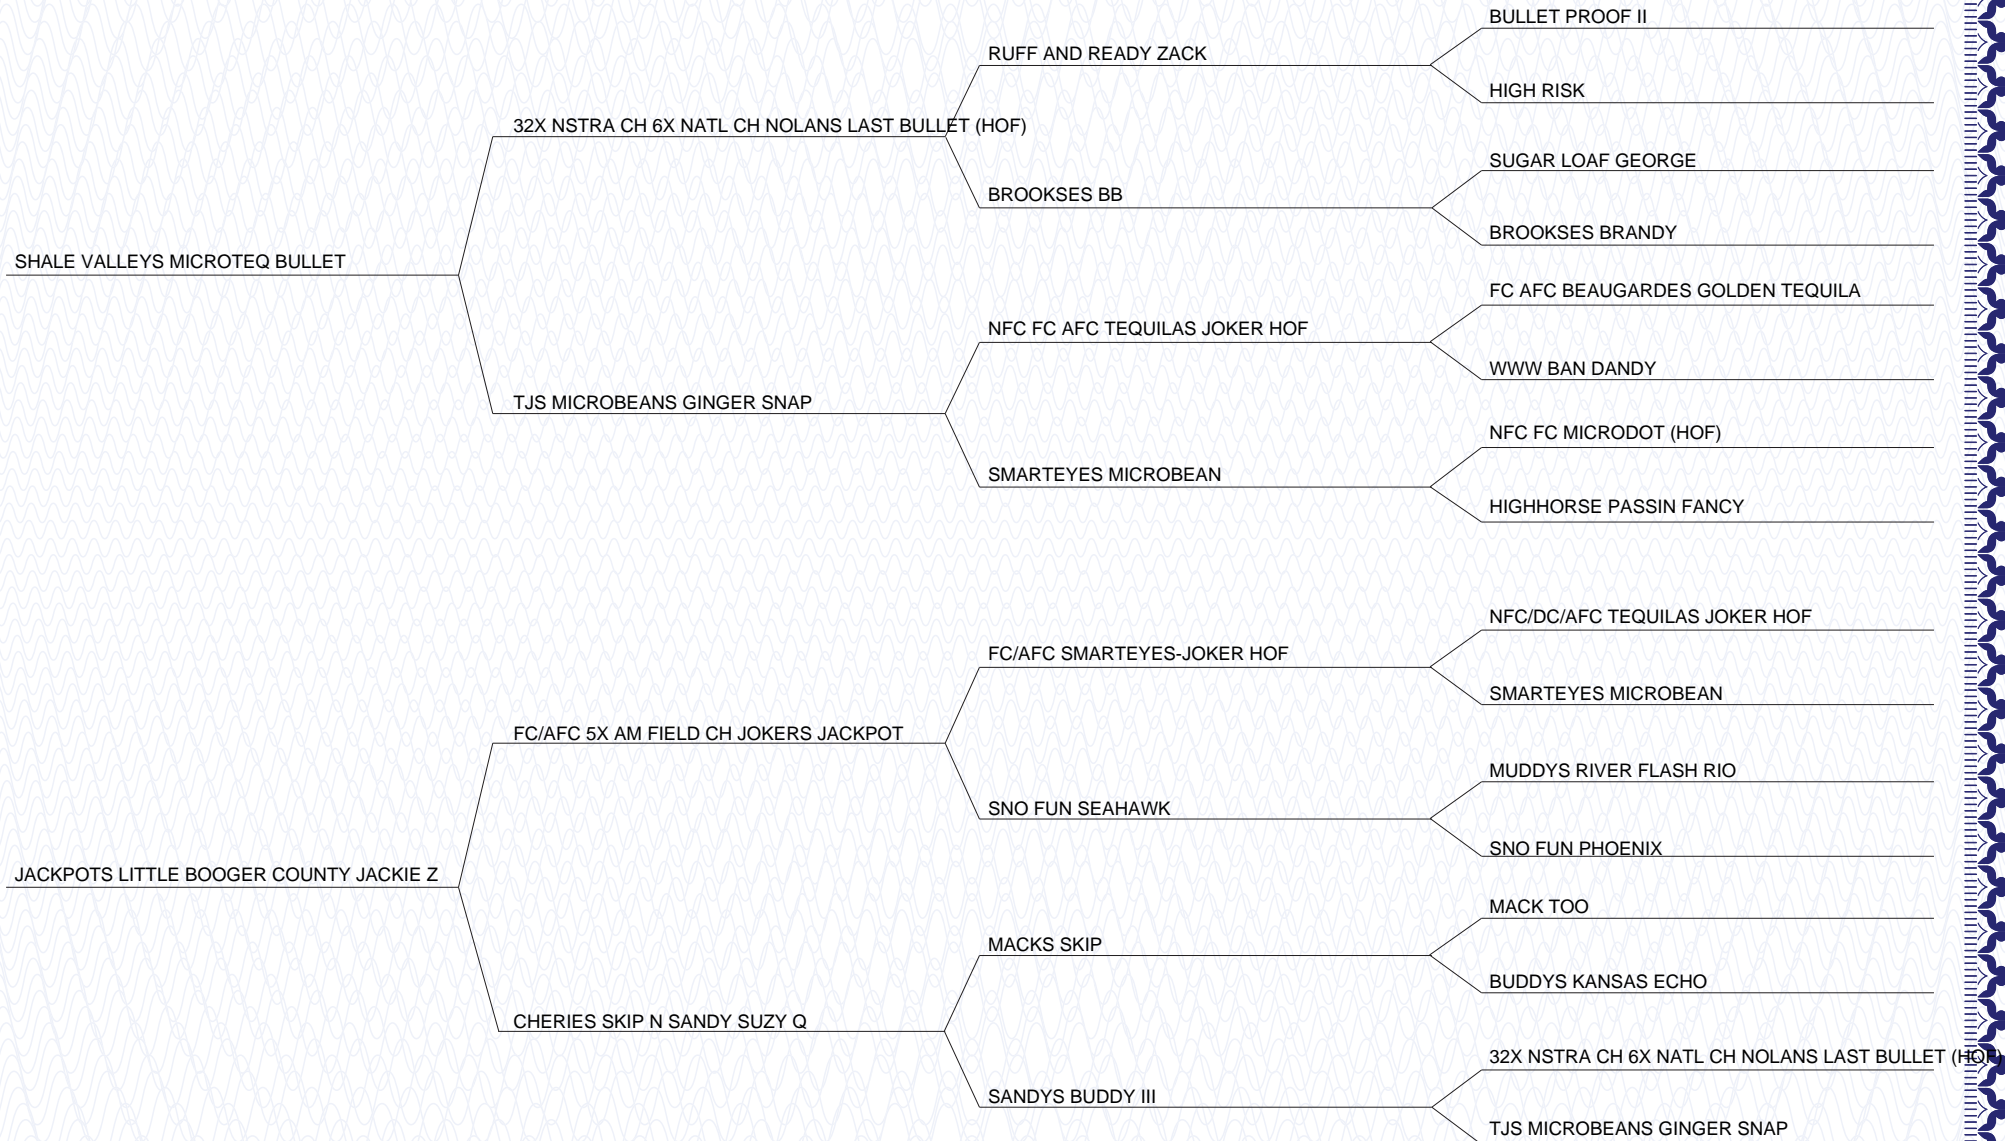 BULLET PROOF II
RUFF AND READY ZACK
HIGH RISK
32X NSTRA CH 6X NATL CH NOLANS LAST BULLET (HOF)
SUGAR LOAF GEORGE
BROOKSES BB
BROOKSES BRANDY
SHALE VALLEYS MICROTEQ BULLET
FC AFC BEAUGARDES GOLDEN TEQUILA
NFC FC AFC TEQUILAS JOKER HOF
WWW BAN DANDY
TJS MICROBEANS GINGER SNAP
NFC FC MICRODOT (HOF)
SMARTEYES MICROBEAN
HIGHHORSE PASSIN FANCY
NFC/DC/AFC TEQUILAS JOKER HOF
FC/AFC SMARTEYES-JOKER HOF
SMARTEYES MICROBEAN
FC/AFC 5X AM FIELD CH JOKERS JACKPOT
MUDDYS RIVER FLASH RIO
SNO FUN SEAHAWK
SNO FUN PHOENIX
JACKPOTS LITTLE BOOGER COUNTY JACKIE Z
MACK TOO
MACKS SKIP
BUDDYS KANSAS ECHO
CHERIES SKIP N SANDY SUZY Q
32X NSTRA CH 6X NATL CH NOLANS LAST BULLET (HOF)
SANDYS BUDDY III
TJS MICROBEANS GINGER SNAP